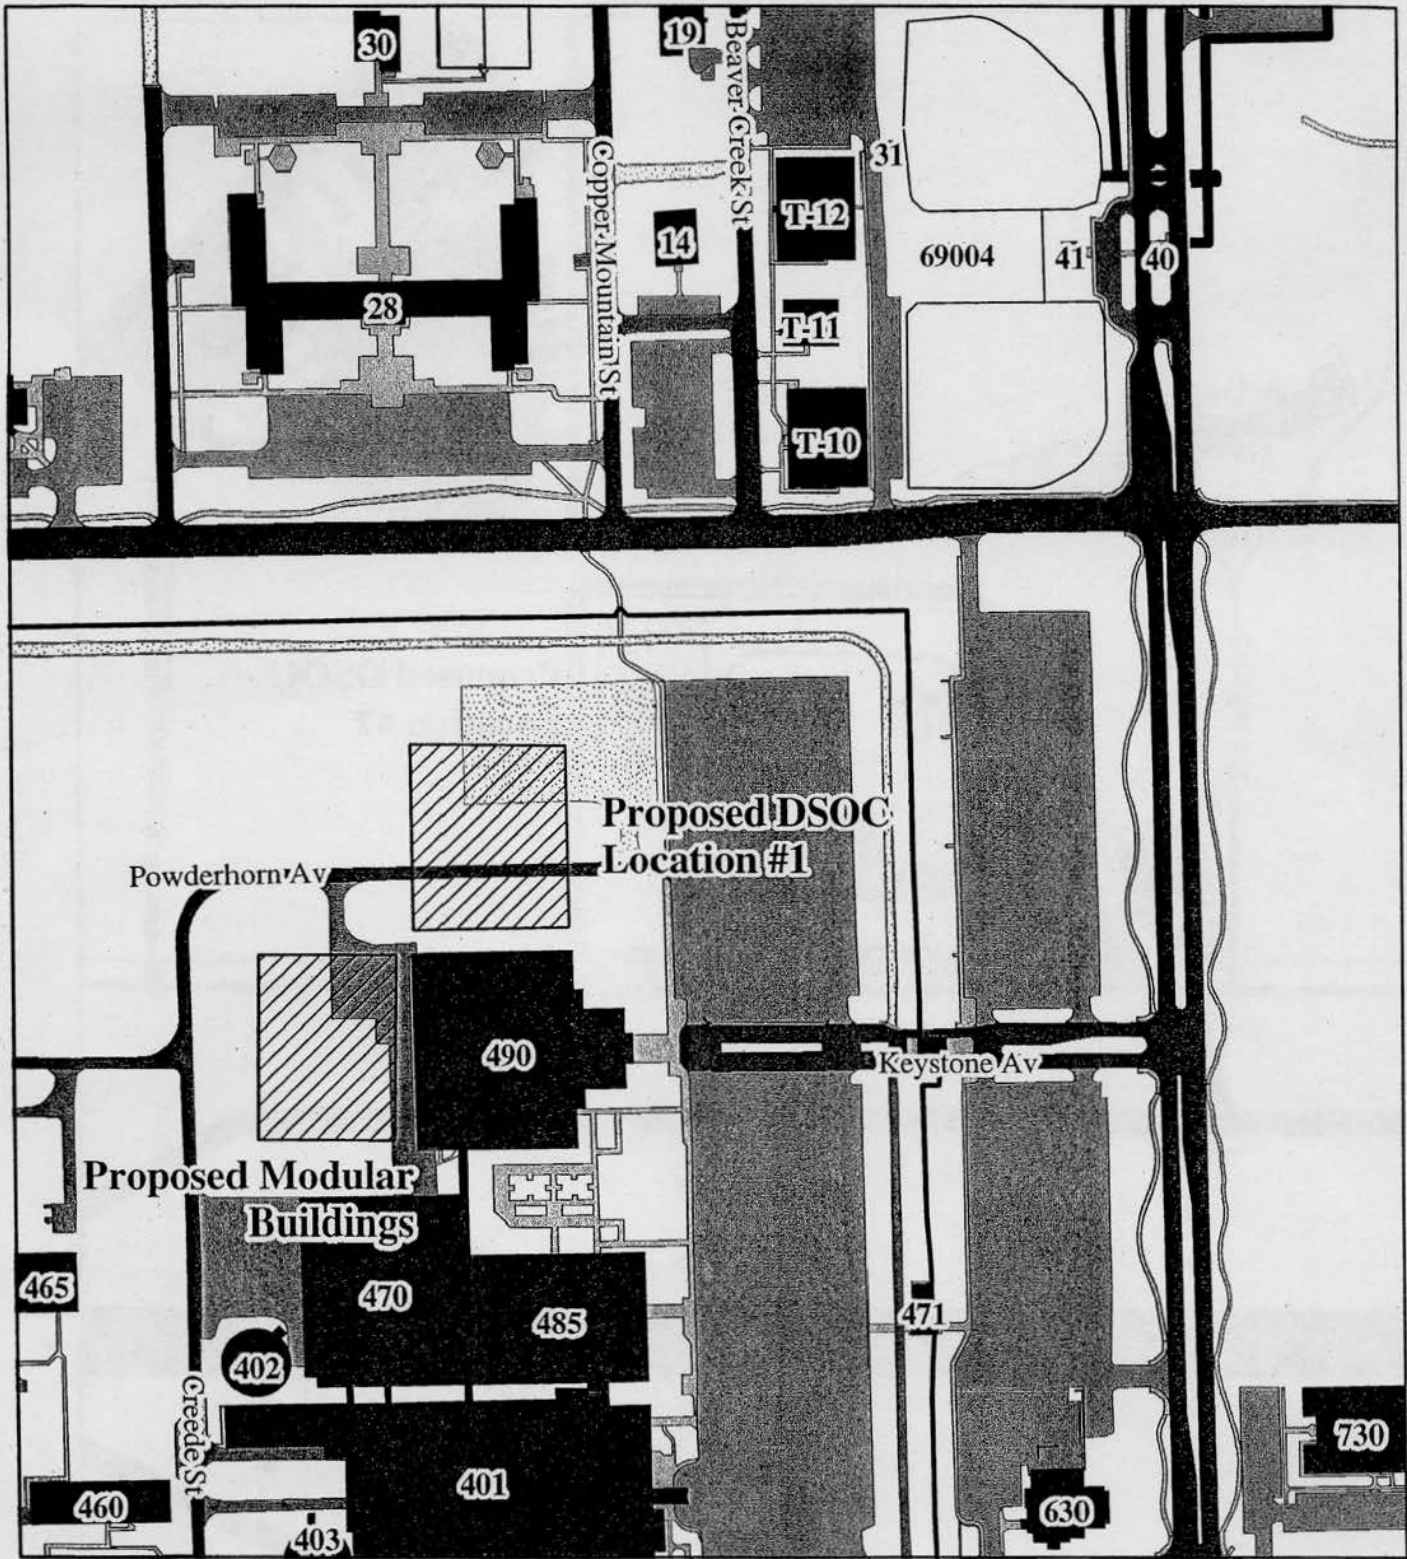 30
19
Beaver Creek St
31
Copper Mountain St
T-12
14
69004
41
40
28
T-11
T-10
Proposed DSOC
Location #1
Powderhorn Av
490
Keystone Av
Proposed Modular
Buildings
465
470
485
471
402
Creede St
730
401
460
630
403